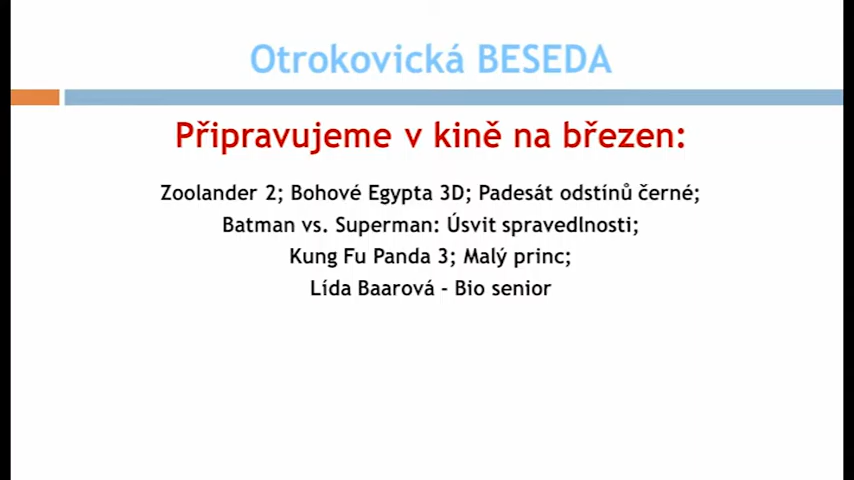 Otrokovická BESEDA
Připravujeme v kině na březen:
Zoolander 2; Bohové Egypta 3D; Padesát odstínů černé;
Batman vs. Superman: Úsvit spravedlnosti;
Kung Fu Panda 3; Malý princ;
Lída Baarová - Bio senior